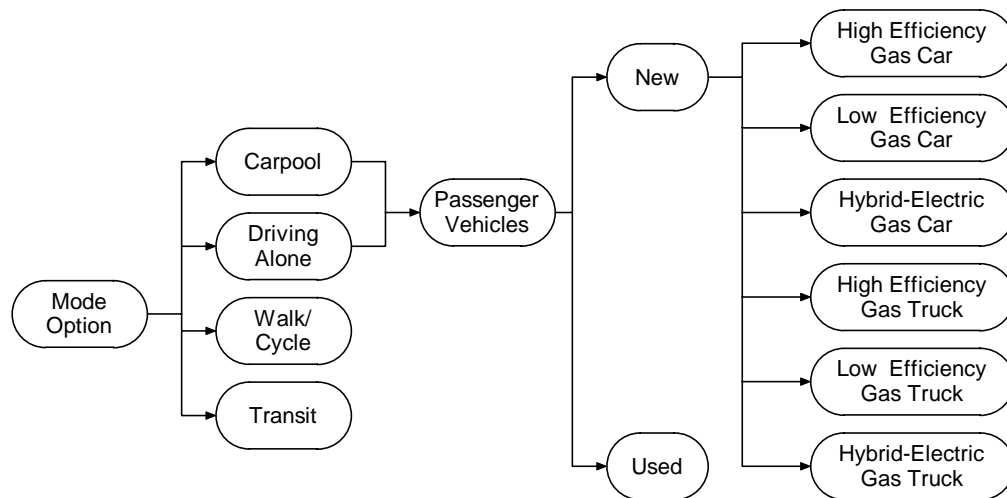 Mode
Option
Carpool
Driving
Alone
Walk/
Cycle
Transit
Passenger
Vehicles
New
Used
High Efficiency
Gas Car
Low  Efficiency
Gas Car
Hybrid-Electric
Gas Car
High Efficiency
Gas Truck
Low  Efficiency
Gas Truck
Hybrid-Electric
Gas Truck